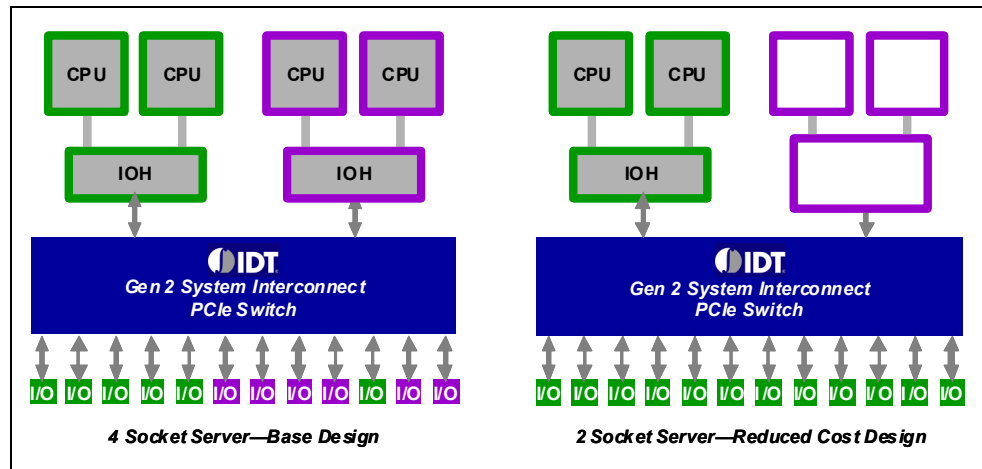 CPU CPU CPU CPU
IOH IOH
IDT
Gen 2 System Interconnect
PCIe Switch
I/O I/O I/O I/O I/O I/O I/O I/O I/O I/O I/O I/O
4 Socket Server—Base Design
CPU CPU
IOH
IDT
Gen 2 System Interconnect
PCIe Switch
I/O I/O I/O I/O I/O I/O I/O I/O I/O I/O I/O I/O
2 Socket Server—Reduced Cost Design